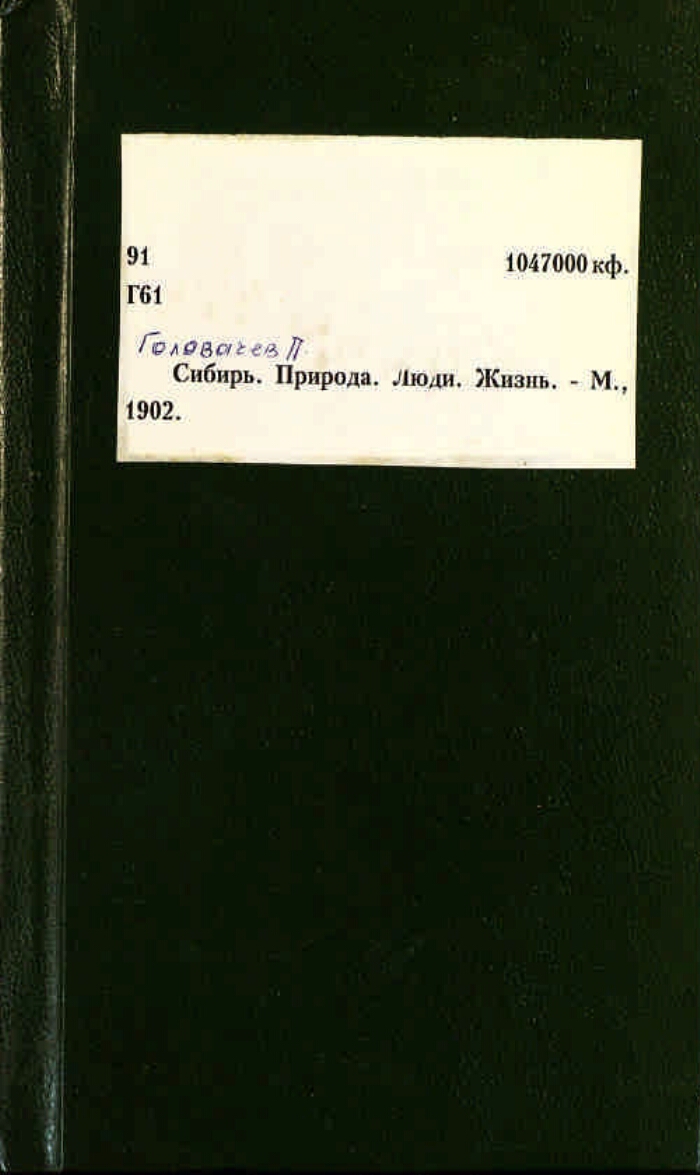 91 1047000 кф.
Г61
Головачев П.
Сибирь. Природа. Люди. Жизнь. - М.,
1902.